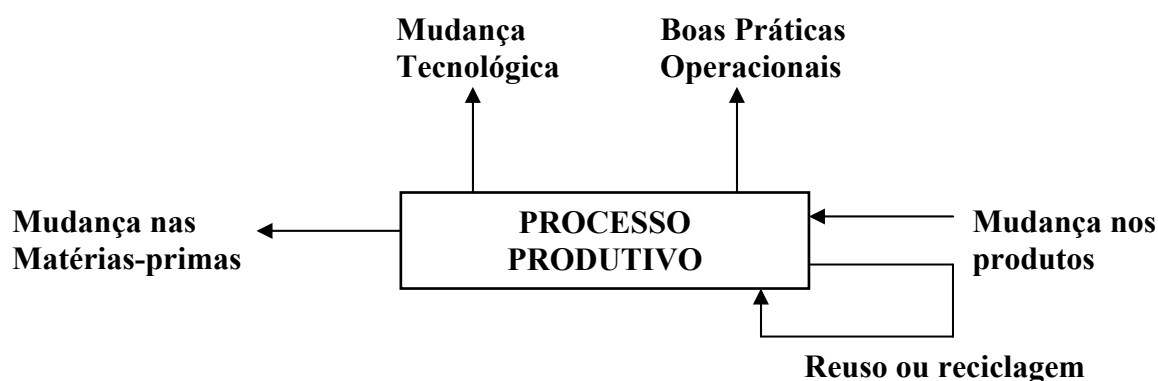 Mudança
Tecnológica
Boas Práticas
Operacionais
Mudança nas
Matérias-primas
PROCESSO
PRODUTIVO
Mudança nos
produtos
Reuso ou reciclagem